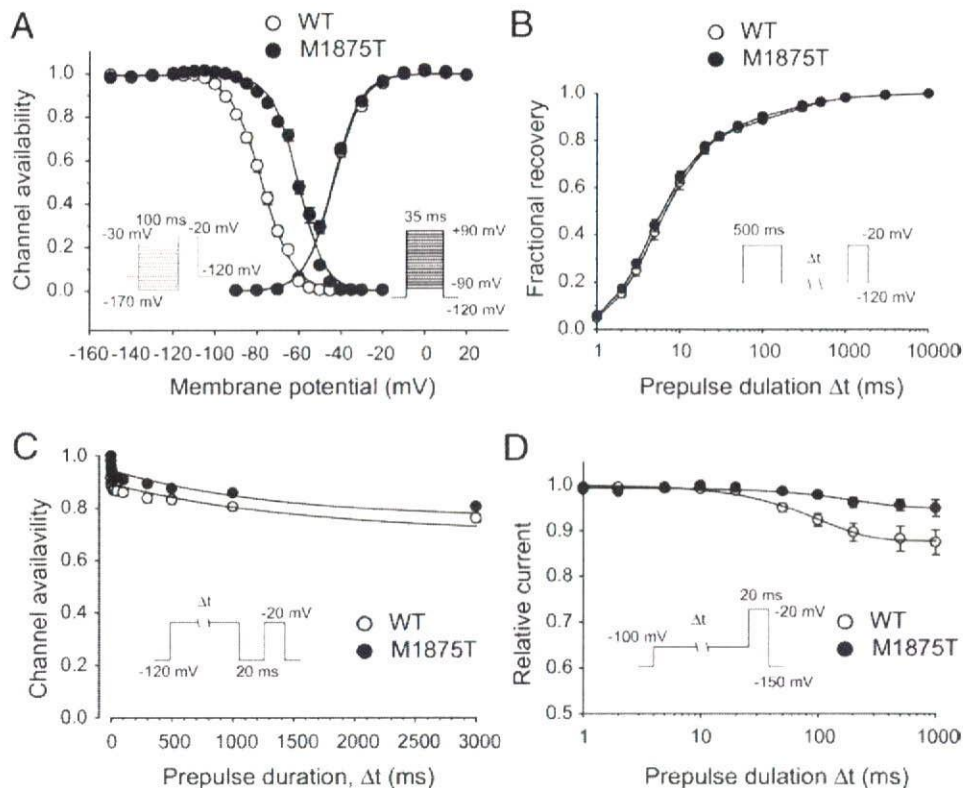 A
WT
M1875T
Channel availability
1.0
0.8
0.6
0.4
0.2
0.0
-30 mV
100 ms
-20 mV
-120 mV
-170 mV
35 ms
+90 mV
-90 mV
-120 mV
-160 -140 -120 -100 -80 -60 -40 -20 0 20
Membrane potential (mV)
B
WT
M1875T
Fractional recovery
1.0
0.8
0.6
0.4
0.2
0.0
500 ms
Δt
-20 mV
-120 mV
1 10 100 1000 10000
Prepulse dulation Δt (ms)
C
Channel availavility
1.0
0.8
0.6
0.4
0.2
0.0
Δt
-20 mV
-120 mV
20 ms
WT
M1875T
0 500 1000 1500 2000 2500 3000
Prepulse duration, Δt (ms)
D
Relative current
1.0
0.9
0.8
0.7
0.6
0.5
-100 mV
Δt
20 ms
-20 mV
-150 mV
WT
M1875T
1 10 100 1000
Prepulse dulation Δt (ms)